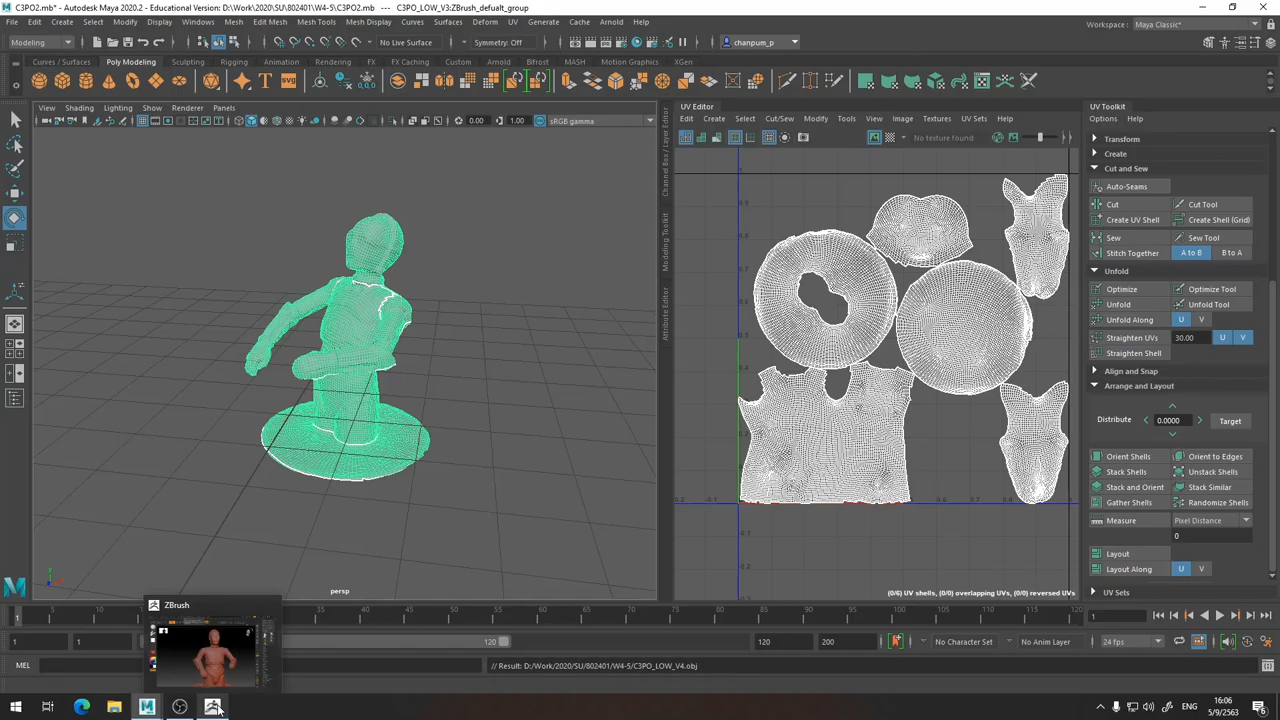 C3PO2.mb* - Educational Version: D:\Work\2020\SU\802401\W4-5\C3PO2.mb* - Autodesk Maya 2020.2: D:\Work\2020\SU\802401\W4-5\C3PO2.mb* --- C3PO_LOW_V3:ZBrush_defualt_group
File Edit Create Select Modify Display Windows Mesh Edit Mesh Mesh Tools Mesh Display Curves Surfaces Deform UV Generate Cache Arnold Help
Workspace : Maya Classic*
Modeling No Live Surface Symmetry: Off chanpum_p
Curves / Surfaces Poly Modeling Sculpting Rigging Animation Rendering FX FX Caching Custom Arnold Bifrost MASH Motion Graphics XGen
View Shading Lighting Show Renderer Panels
0.00 1.00 sRGB gamma
persp
Channel Box / Layer Editor
Modeling Toolkit
Attribute Editor
UV Editor
Edit Create Select Cut/Sew Modify Tools View Image Textures UV Sets Help
No texture found
(0/6) UV shells, (0/0) overlapping UVs, (0/0) reversed UVs
UV Toolkit
Options Help
Transform
Create
Cut and Sew
Auto-Seams
Cut Cut Tool
Create UV Shell Create Shell (Grid)
Sew Sew Tool
Stitch Together A to B B to A
Unfold
Optimize Optimize Tool
Unfold Unfold Tool
Unfold Along U V
Straighten UVs 30.00 U V
Straighten Shell
Align and Snap
Arrange and Layout
Distribute 0.0000 Target
Orient Shells Orient to Edges
Stack Shells Unstack Shells
Stack and Orient Stack Similar
Gather Shells Randomize Shells
Measure Pixel Distance
0
Layout
Layout Along U V
UV Sets
ZBrush
1 1 120 120 200
No Character Set No Anim Layer 24 fps
MEL // Result: D:/Work/2020/SU/802401/W4-5/C3PO_LOW_V4.obj
16:06
5/9/2563